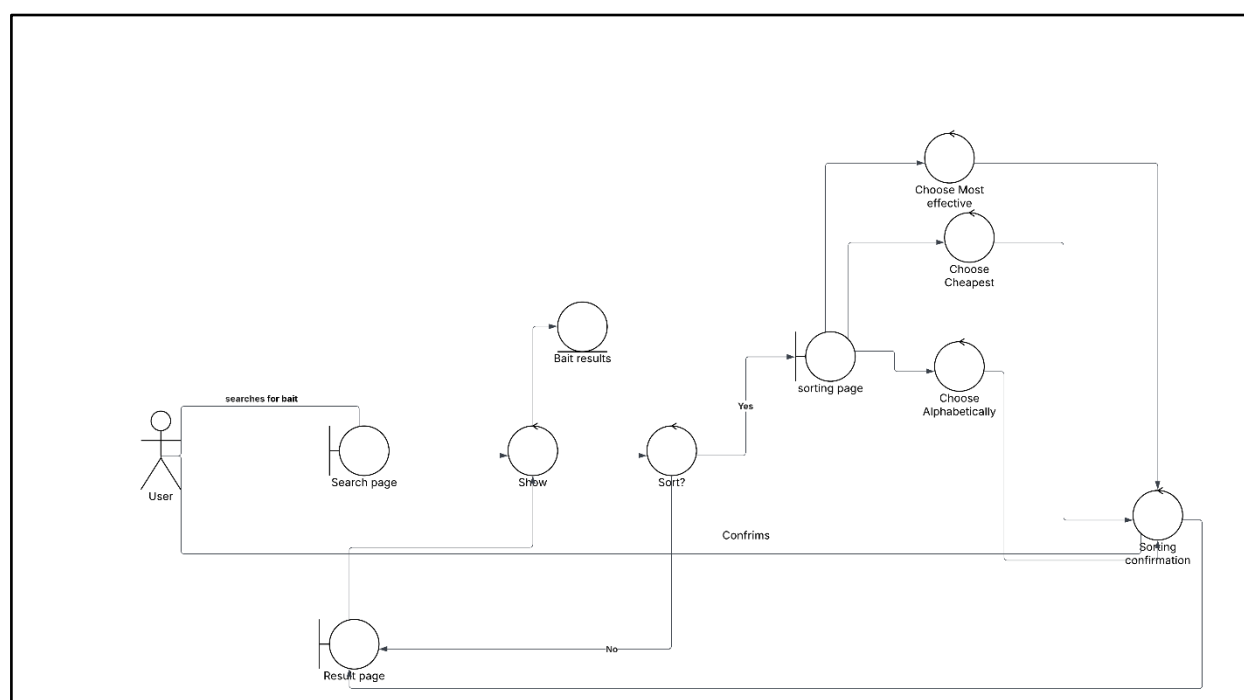 Choose Most
effective
Choose
Cheapest
Bait results
sorting page
Yes
Choose
Alphabetically
searches for bait
User
Search page
Show
Sort?
Confrims
Sorting
confirmation
No
Result page